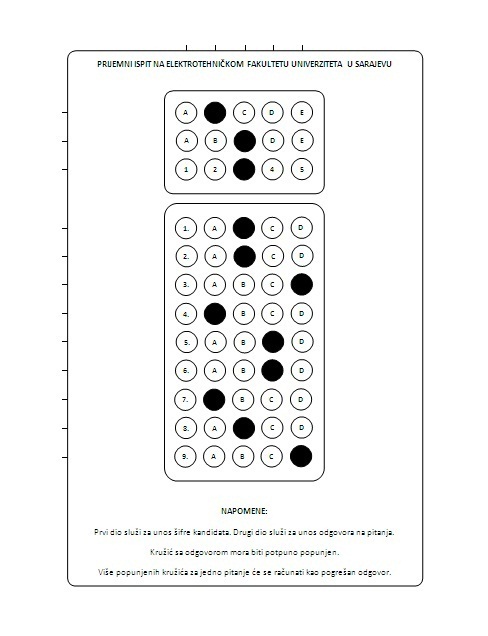 PRIJEMNI ISPIT NA ELEKTROTEHNIČKOM FAKULTETU UNIVERZITETA U SARAJEVU
A C D E
A B D E
1 2 4 5
1. A C D
2. A C D
3. A B C
4. B C D
5. A B D
6. A B D
7. B C D
8. A C D
9. A B C
NAPOMENE:
Prvi dio služi za unos šifre kandidata. Drugi dio služi za unos odgovora na pitanja.
Kružić sa odgovorom mora biti potpuno popunjen.
Više popunjenih kružića za jedno pitanje će se računati kao pogrešan odgovor.